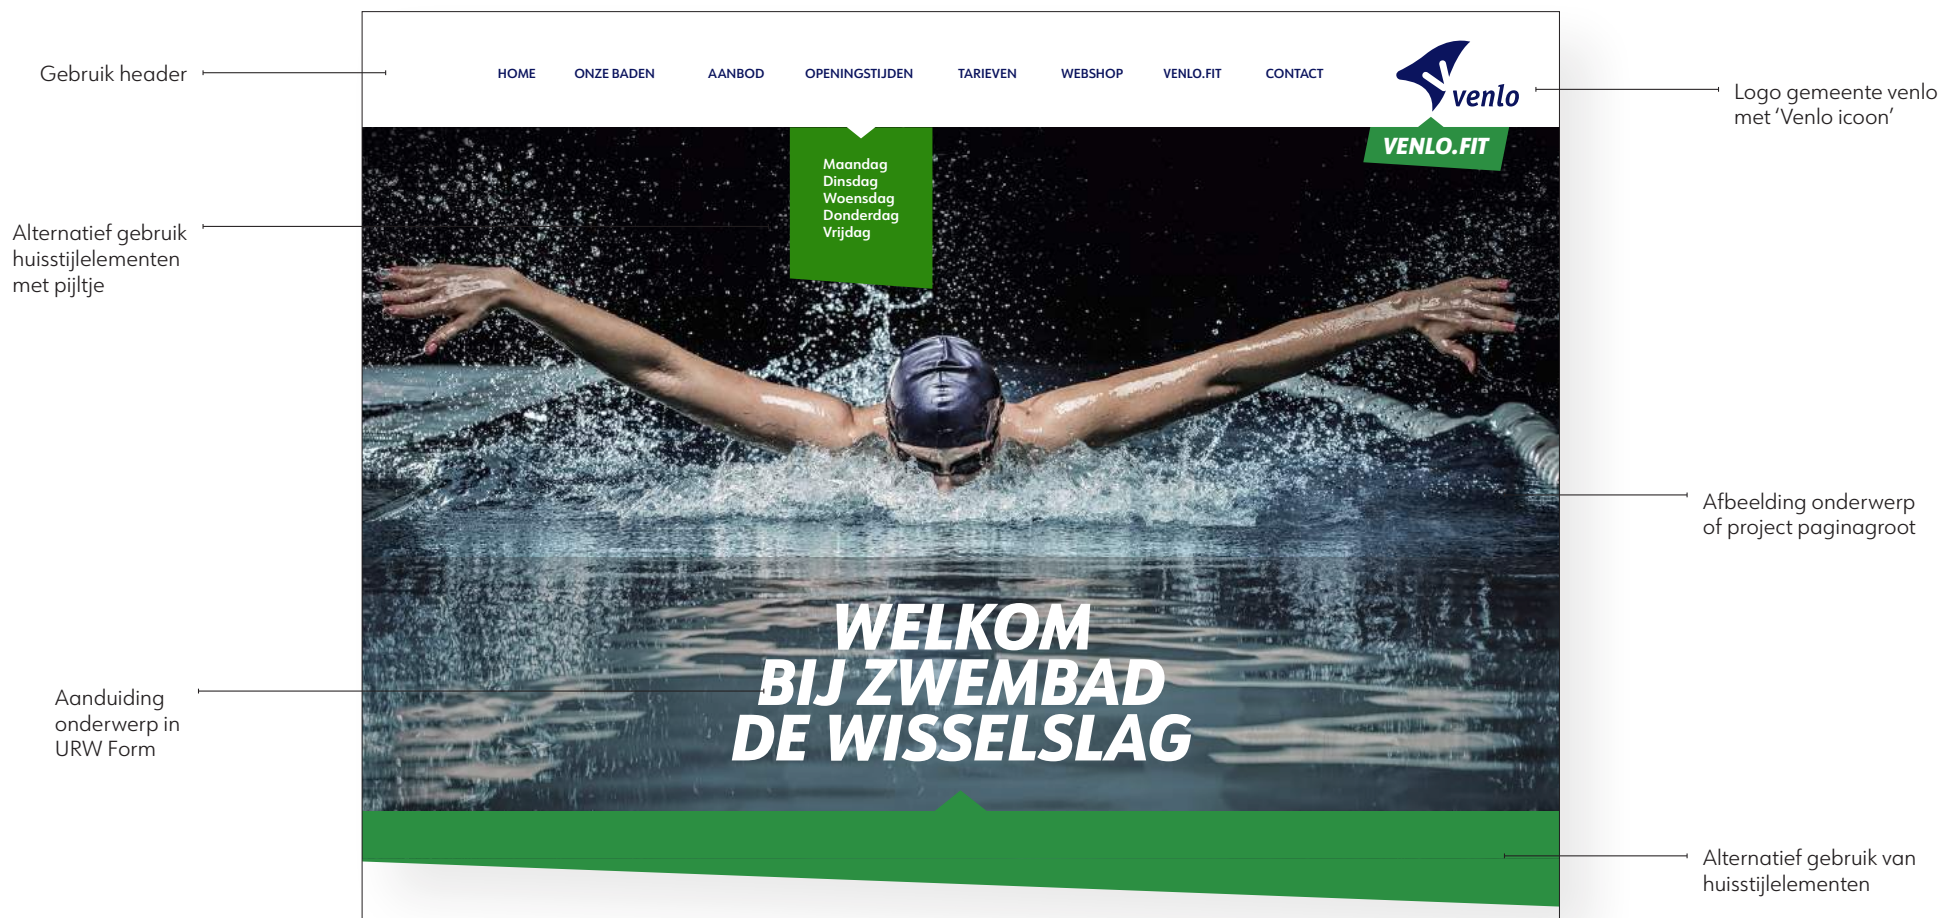 Gebruik header
HOME ONZE BADEN AANBOD OPENINGSTIJDEN TARIEVEN WEBSHOP VENLO.FIT CONTACT
venlo
Logo gemeente venlo
met ‘Venlo icoon’
VENLO.FIT
Maandag
Dinsdag
Woensdag
Donderdag
Vrijdag
Alternatief gebruik
huisstijlelementen
met pijltje
Afbeelding onderwerp
of project paginagroot
WELKOM
BIJ ZWEMBAD
DE WISSELSLAG
Aanduiding
onderwerp in
URW Form
Alternatief gebruik van
huisstijlelementen